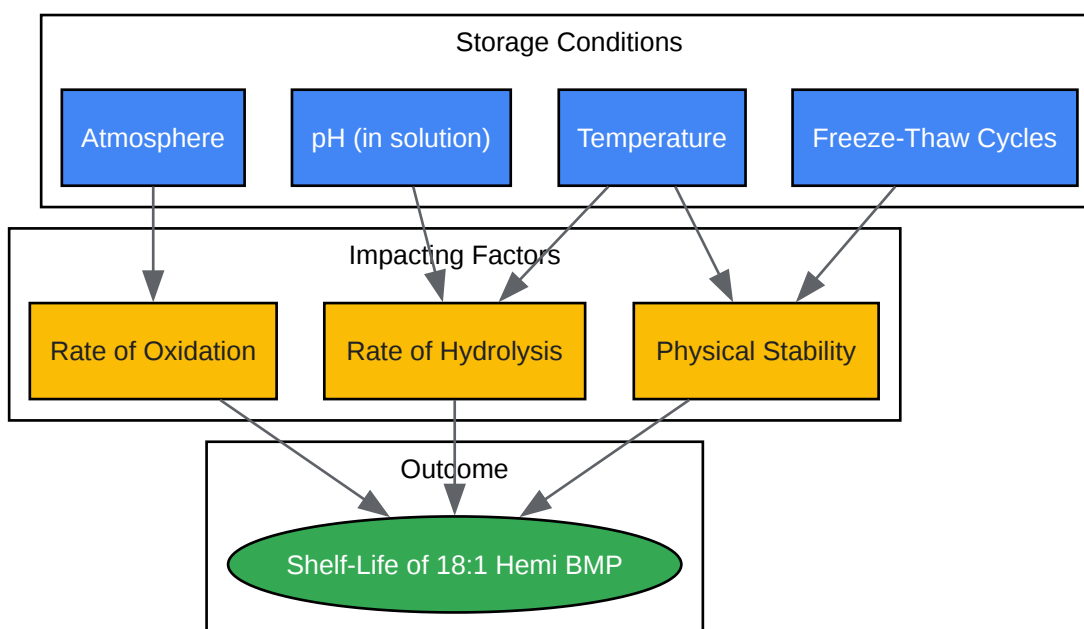 Storage Conditions
Atmosphere
pH (in solution)
Temperature
Freeze-Thaw Cycles
Impacting Factors
Rate of Oxidation
Rate of Hydrolysis
Physical Stability
Outcome
Shelf-Life of 18:1 Hemi BMP